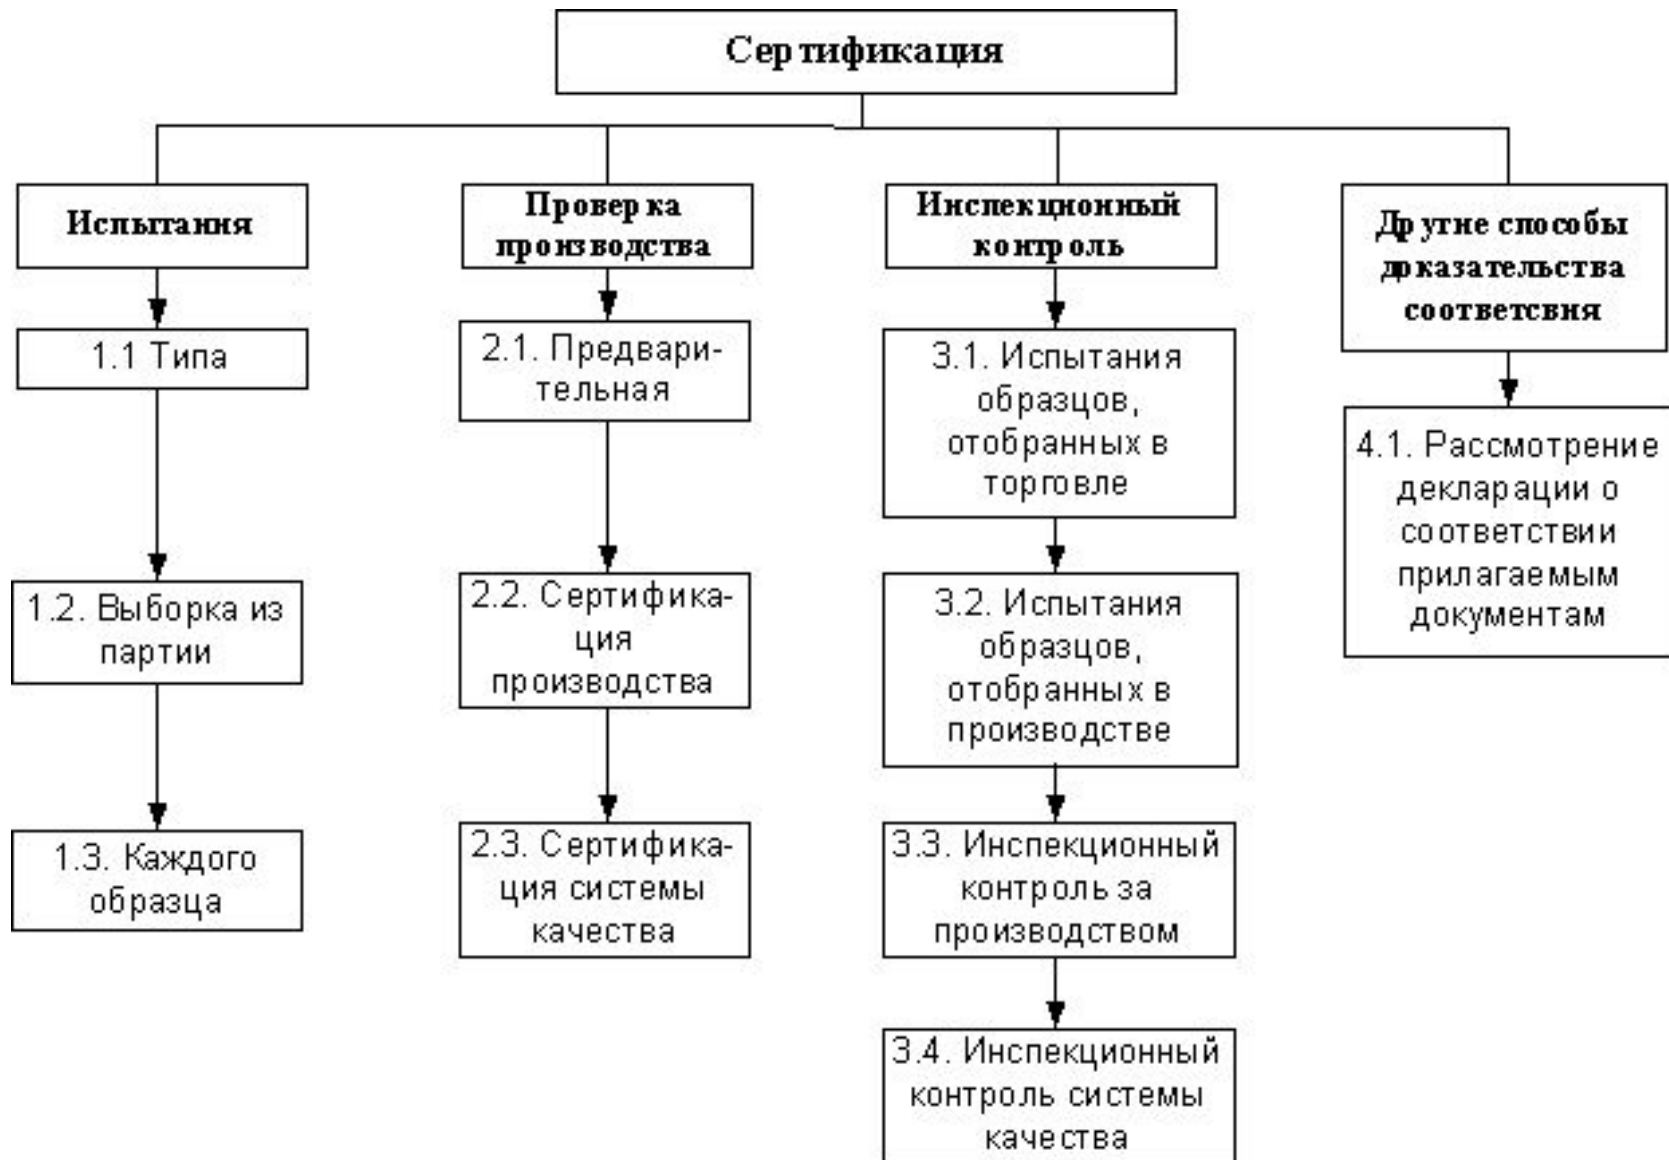 Сертификация
Испытания
1.1 Типа
1.2. Выборка из
партии
1.3. Каждого
образца
Проверка
производства
2.1. Предвари-
тельная
2.2. Сертифика-
ция
производства
2.3. Сертифика-
ция системы
качества
Инспекционный
контроль
3.1. Испытания
образцов,
отобранных в
торговле
3.2. Испытания
образцов,
отобранных в
производстве
3.3. Инспекционный
контроль за
производством
3.4. Инспекционный
контроль системы
качества
Другие способы
доказательства
соответсвия
4.1. Рассмотрение
декларации о
соответствии
прилагаемым
документам